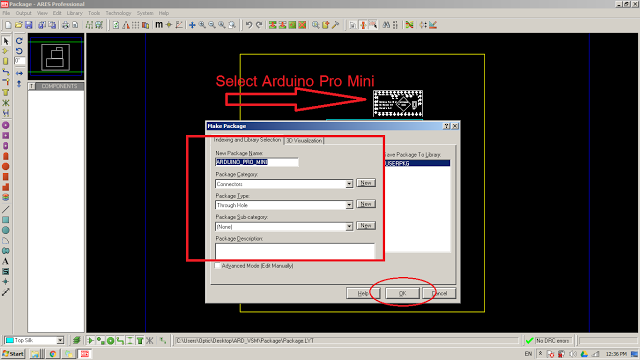 Package - ARES Professional
File Output View Edit Library Tools Technology System Help
COMPONENTS
Select Arduino Pro Mini
Make Package
Indexing and Library Selection
3D Visualization
New Package Name:
Save Package To Library:
ARDUINO_PRO_MINI
USERPKG
Package Category:
Connectors
New
Package Type:
Through Hole
New
Package Sub-category:
(None)
New
Package Description:
Advanced Mode (Edit Manually)
Help
OK
Cancel
Top Silk
C:\Users\Optic\Desktop\ARD_VSM\Package\Package.LYT
No DRC errors
Start
EN
12:36 PM